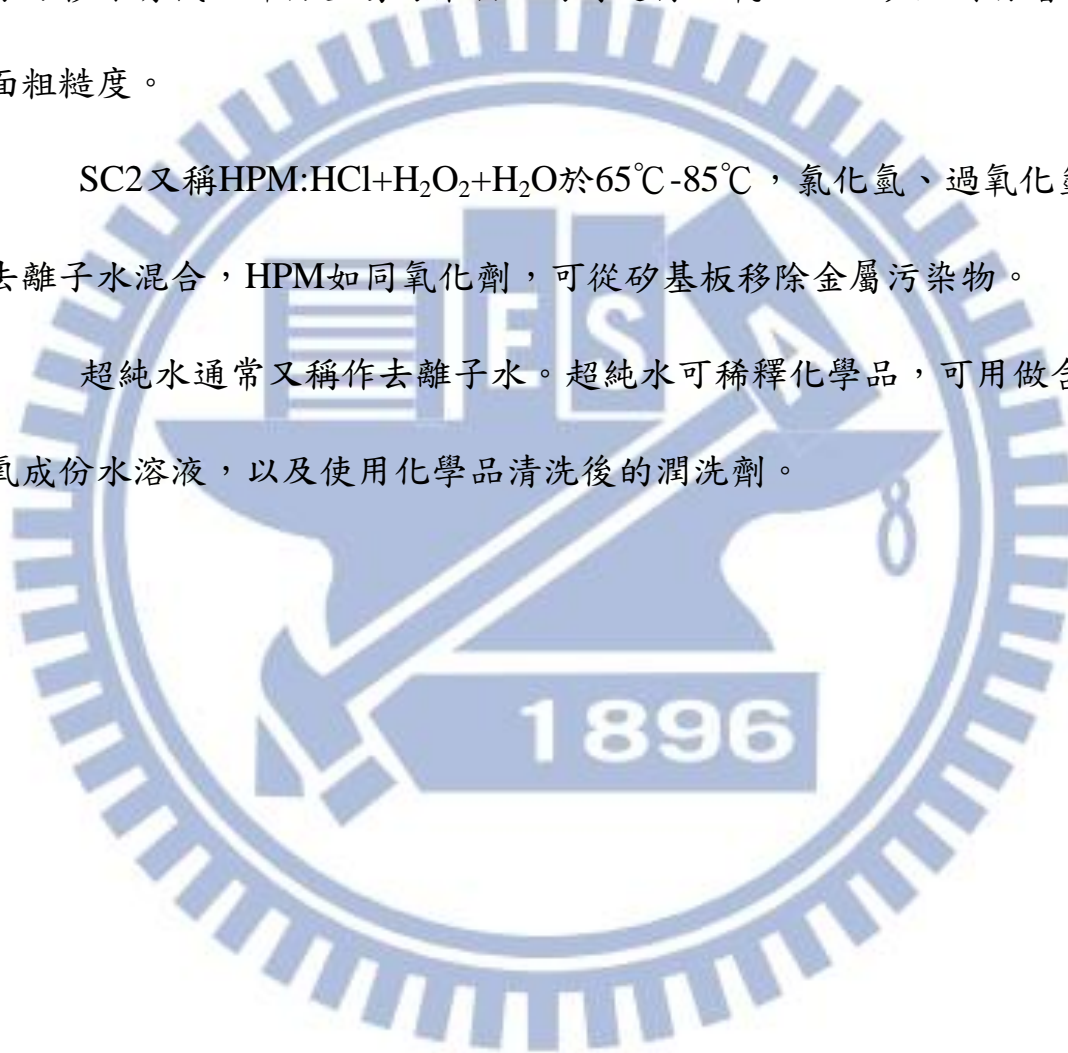 面粗糙度。
SC2又稱HPM:HCl+H₂O₂+H₂O於65℃-85℃，氯化氫、過氧化氫
去離子水混合，HPM如同氧化劑，可從矽基板移除金屬污染物。
超純水通常又稱作去離子水。超純水可稀釋化學品，可用做含
氧成份水溶液，以及使用化學品清洗後的潤洗劑。
E S A
1896